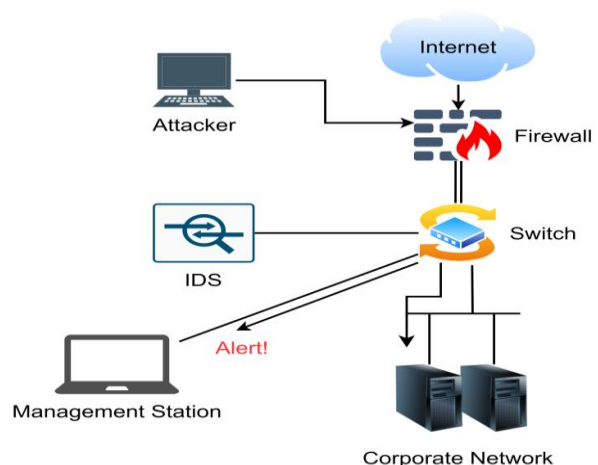 Internet
Attacker
Firewall
Switch
IDS
Alert!
Management Station
Corporate Network